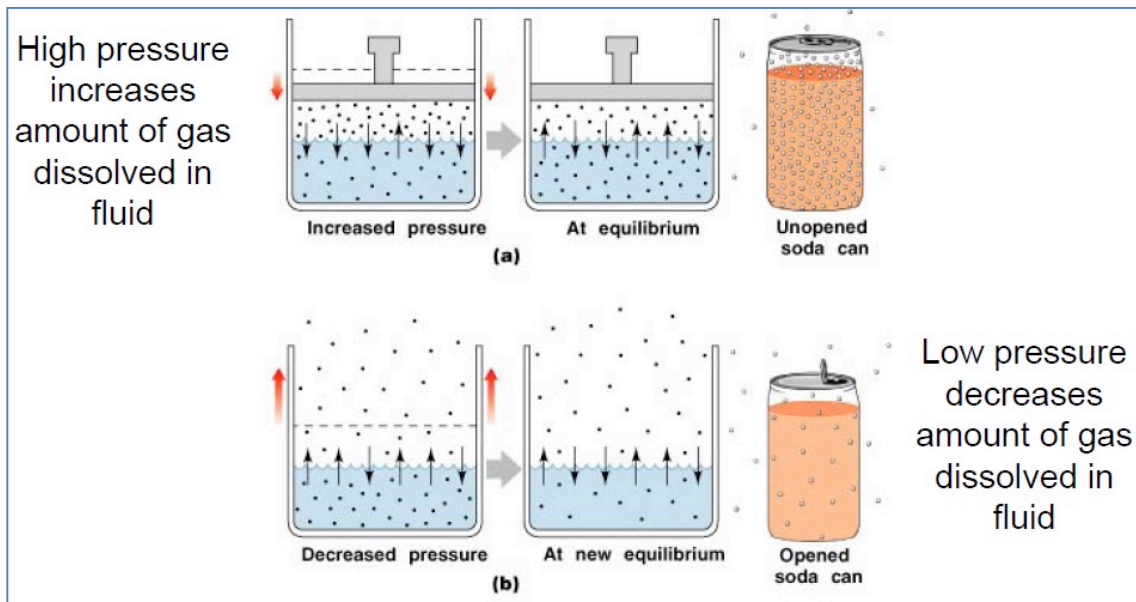 High pressure
increases
amount of gas
dissolved in
fluid
Increased pressure
At equilibrium
Unopened
soda can
(a)
Low pressure
decreases
amount of gas
dissolved in
fluid
Decreased pressure
At new equilibrium
Opened
soda can
(b)